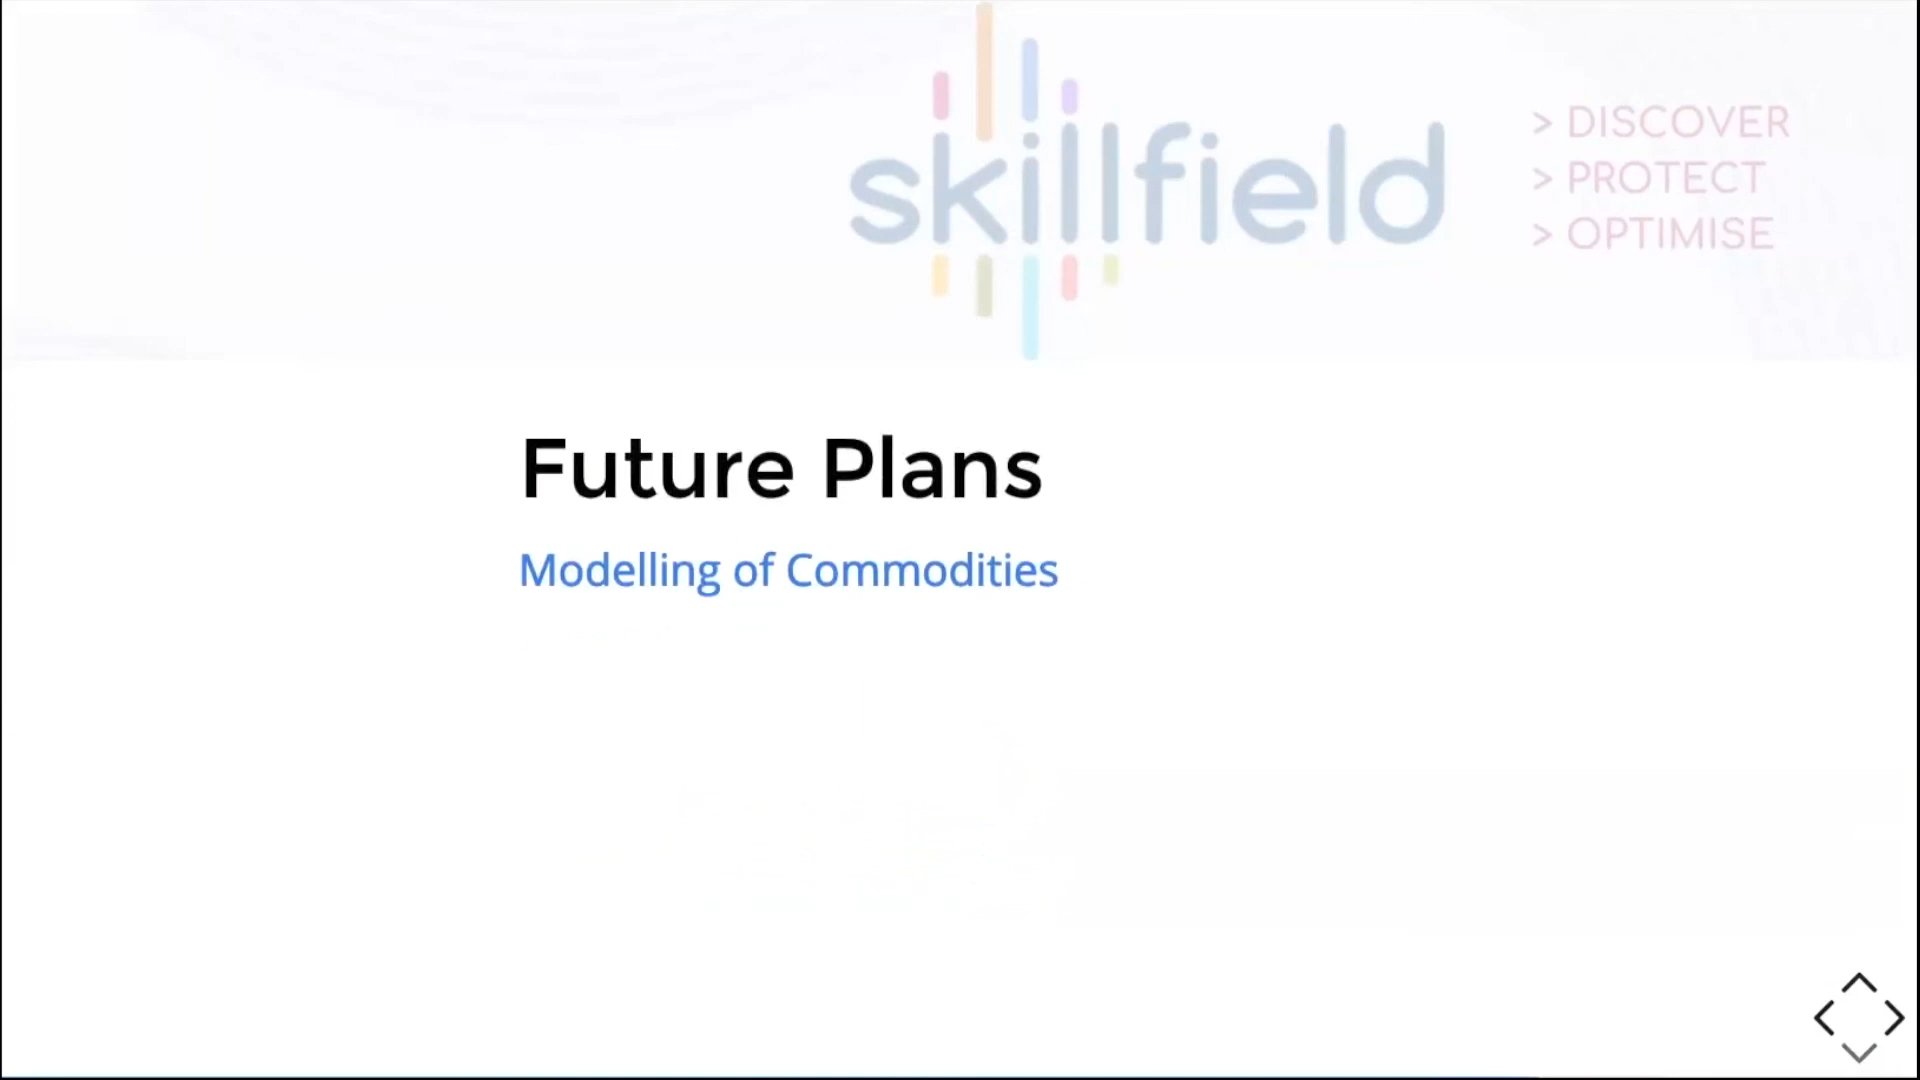 skillfield
> DISCOVER
> PROTECT
> OPTIMISE
Future Plans
Modelling of Commodities